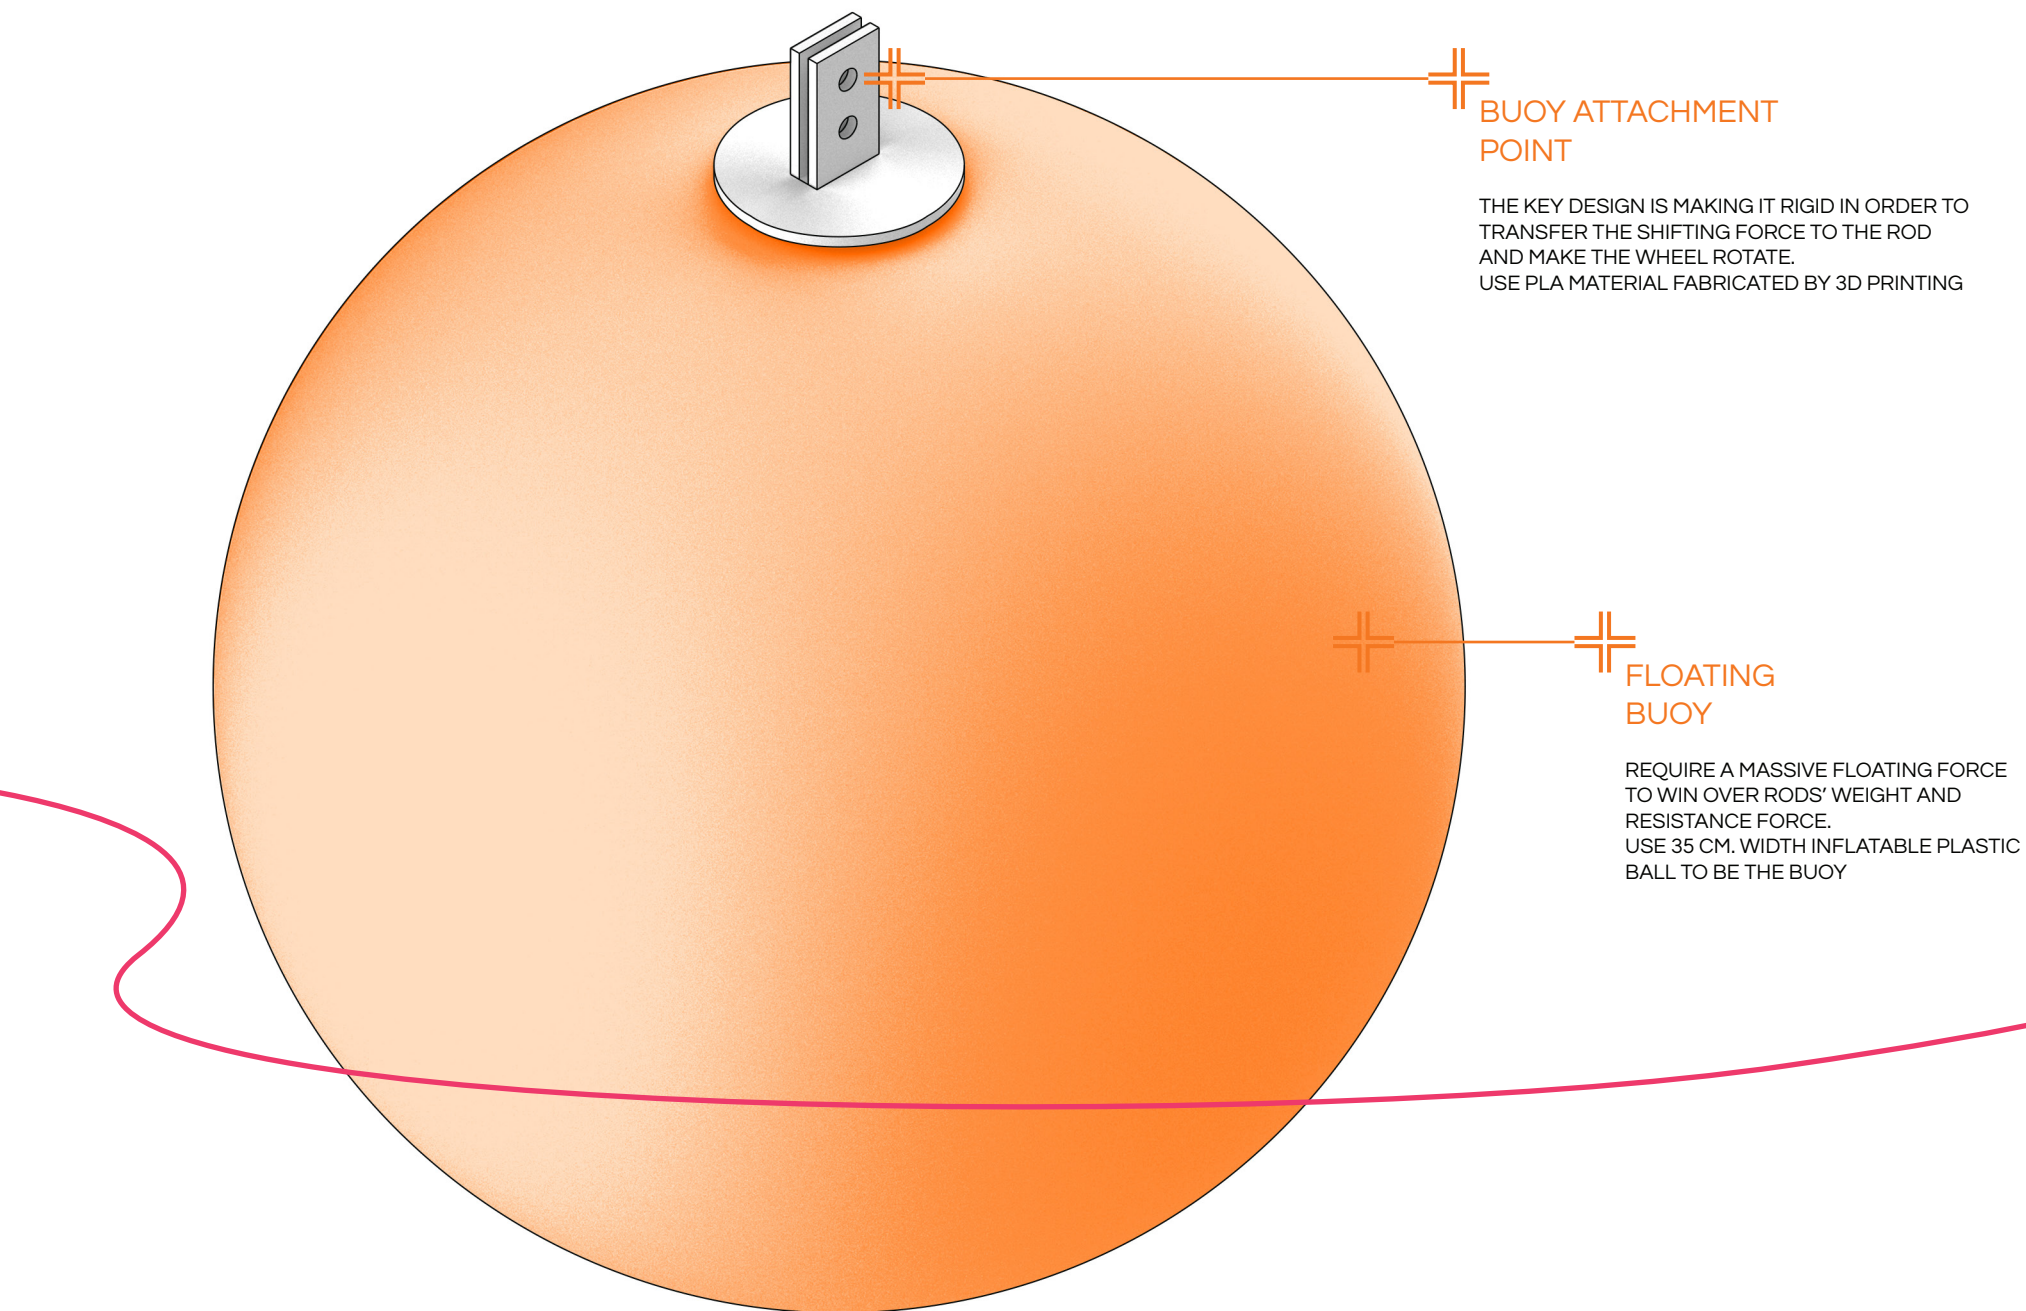 BUOY ATTACHMENT
POINT
THE KEY DESIGN IS MAKING IT RIGID IN ORDER TO
TRANSFER THE SHIFTING FORCE TO THE ROD
AND MAKE THE WHEEL ROTATE.
USE PLA MATERIAL FABRICATED BY 3D PRINTING
FLOATING
BUOY
REQUIRE A MASSIVE FLOATING FORCE
TO WIN OVER RODS’ WEIGHT AND
RESISTANCE FORCE.
USE 35 CM. WIDTH INFLATABLE PLASTIC
BALL TO BE THE BUOY